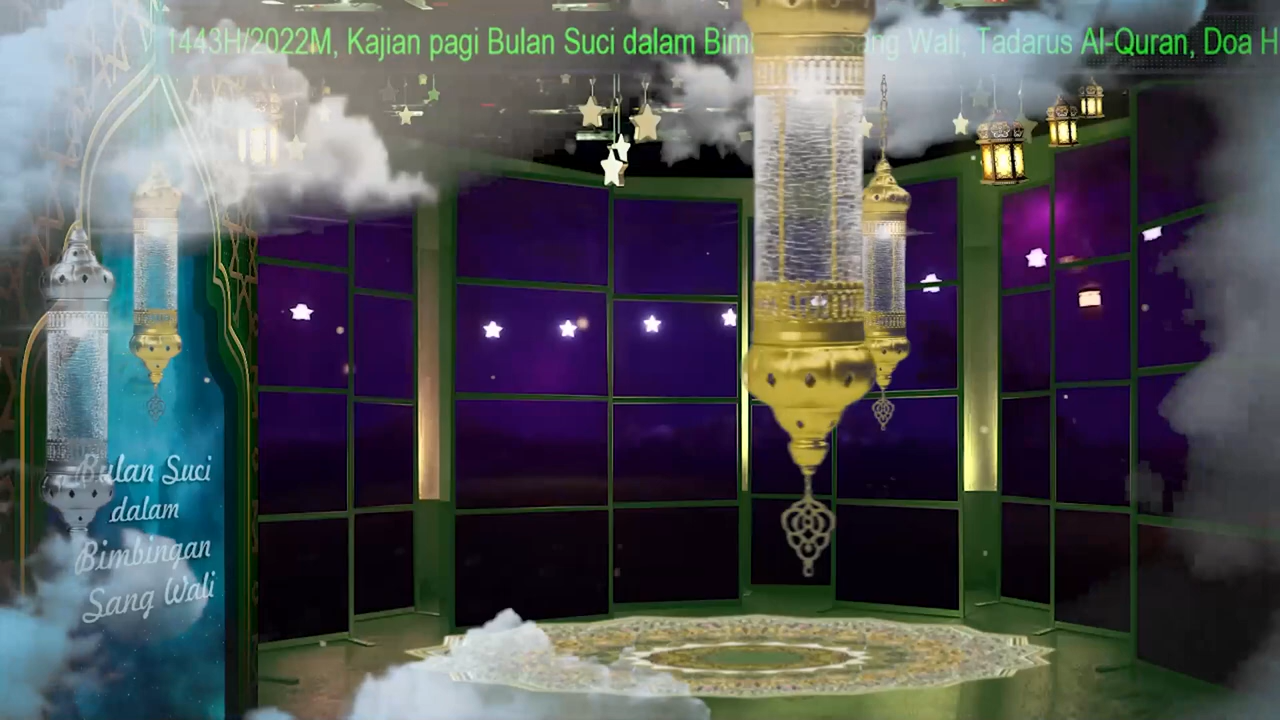 1443H/2022M, Kajian pagi Bulan Suci dalam Bim Sang Wali, Tadarus Al-Quran, Doa H
Bulan Suci
dalam
Bimbingan
Sang Wali